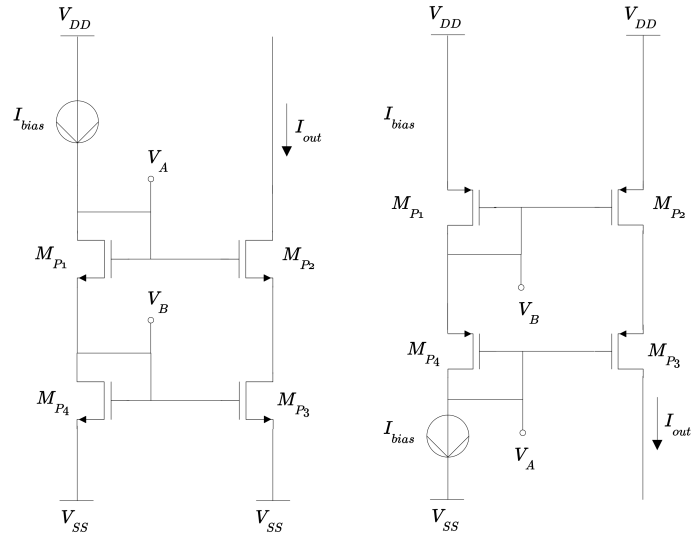 V_DD
I_bias
I_out
V_A
M_P1
M_P2
V_B
M_P4
M_P3
V_SS
V_SS
V_DD
V_DD
I_bias
M_P1
M_P2
V_B
M_P4
M_P3
I_bias
I_out
V_A
V_SS